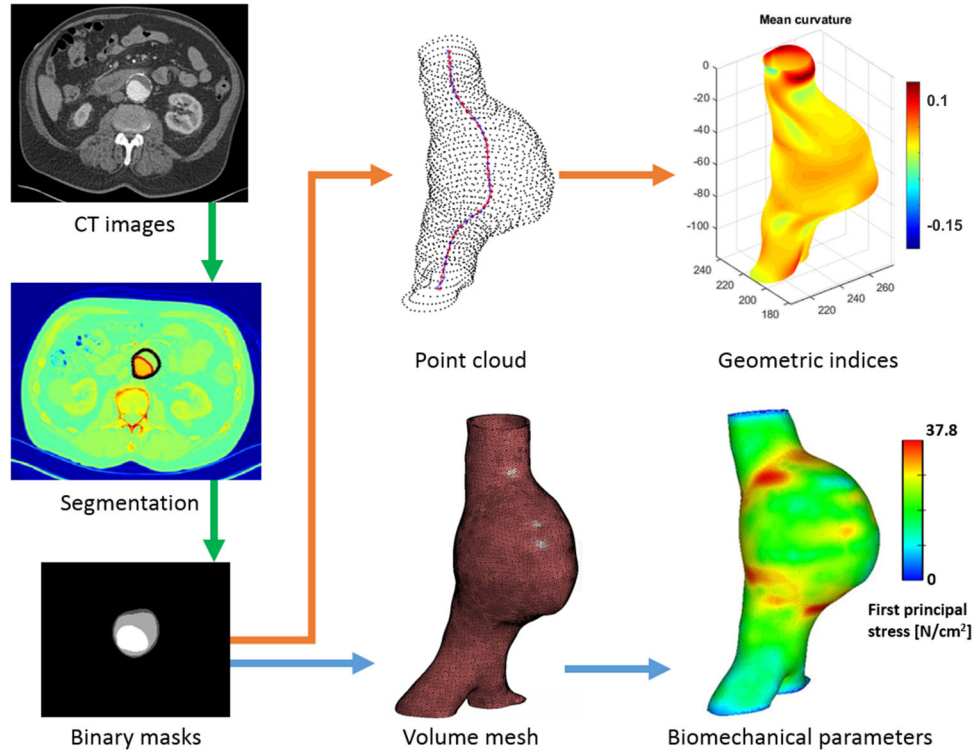 CT images
Segmentation
Binary masks
Point cloud
Mean curvature
0
-20
-40
-60
-80
-100
240
220
200
180
220
240
260
0.1
-0.15
Geometric indices
Volume mesh
37.8
0
First principal
stress [N/cm²]
Biomechanical parameters